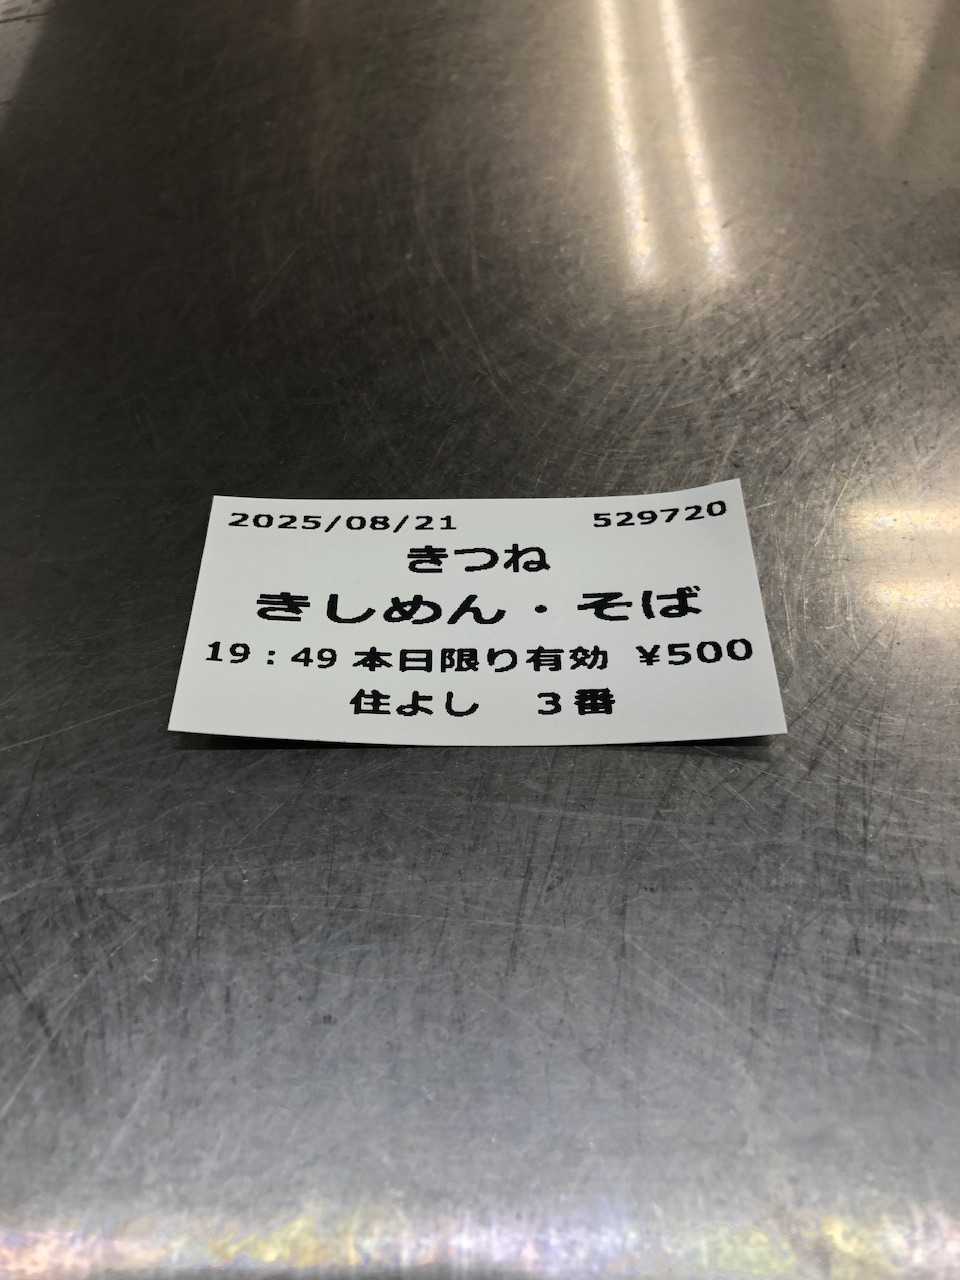 2025/08/21 529720
きつね
きしめん・そば
19:49 本日限り有効 ¥500
住よし 3番